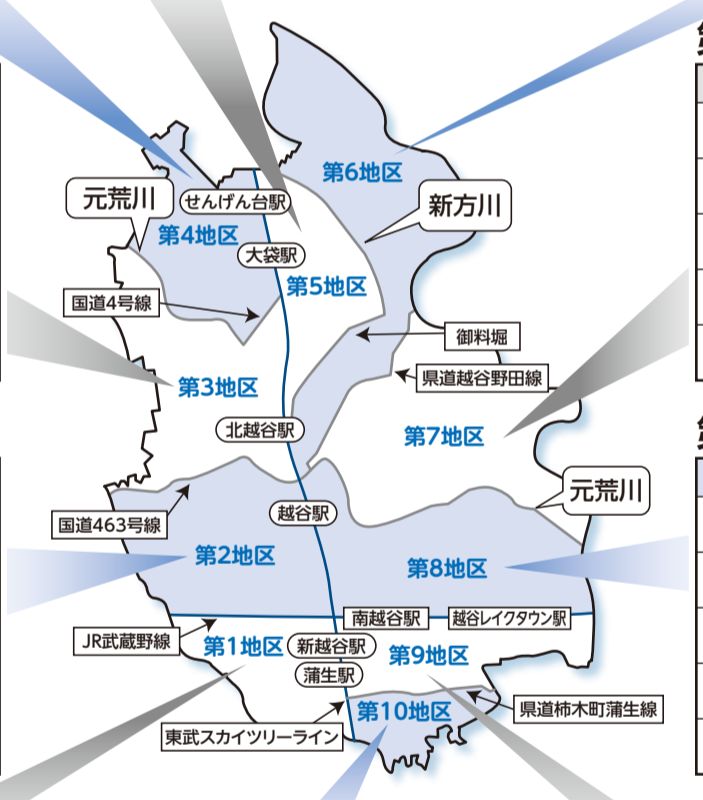 第6地区
元荒川
せんげん台駅
新方川
第4地区
大袋駅
第5地区
国道4号線
御料堀
県道越谷野田線
第3地区
北越谷駅
第7地区
元荒川
越谷駅
国道463号線
第2地区
第8地区
南越谷駅
越谷レイクタウン駅
JR武蔵野線
第1地区
新越谷駅
第9地区
蒲生駅
第10地区
県道柿木町蒲生線
東武スカイツリーライン